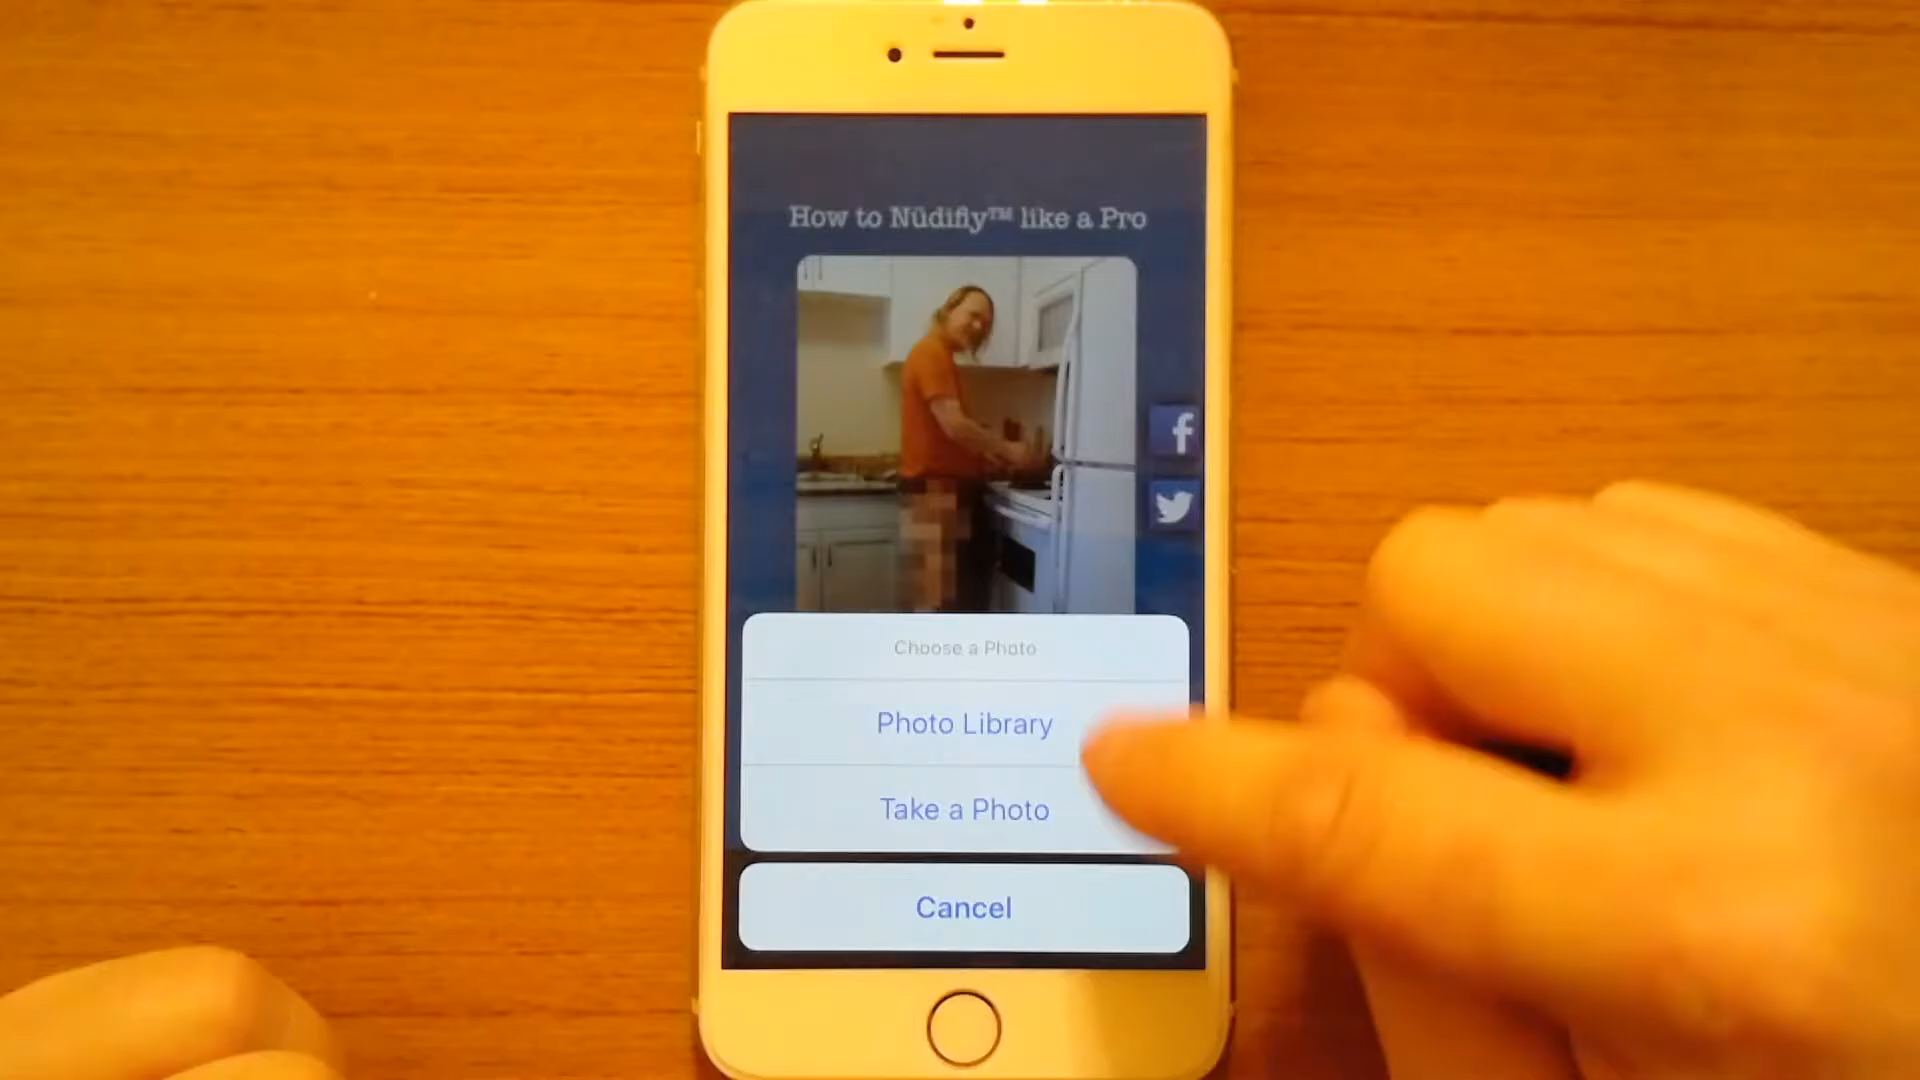 How to Nüdifiy™ like a Pro
f
Choose a Photo
Photo Library
Take a Photo
Cancel